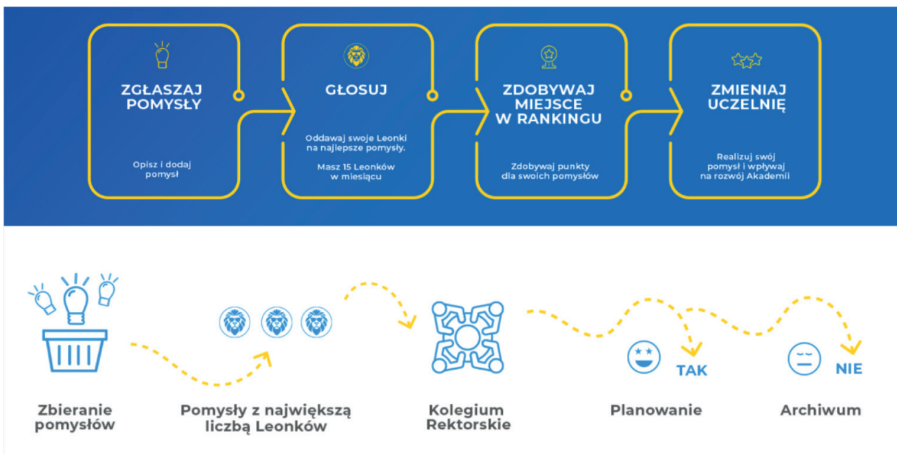 ZGŁASZAJ
POMYSŁY
Opisz i dodaj
pomysł
GŁOSUJ
Oddawaj swoje Leonki
na najlepsze pomysły.
Masz 15 Leonków
w miesiącu
ZDOBYWAJ
MIEJSCE
W RANKINGU
Zdobywaj punkty
dla swoich pomysłów
ZMIENIAJ
UCZELNIĘ
Realizuj swój
pomysł i wpływaj
na rozwój Akademii
Zbieranie
pomysłów
Pomysły z największą
liczbą Leonków
Kolegium
Rektorskie
TAK
Planowanie
NIE
Archiwum